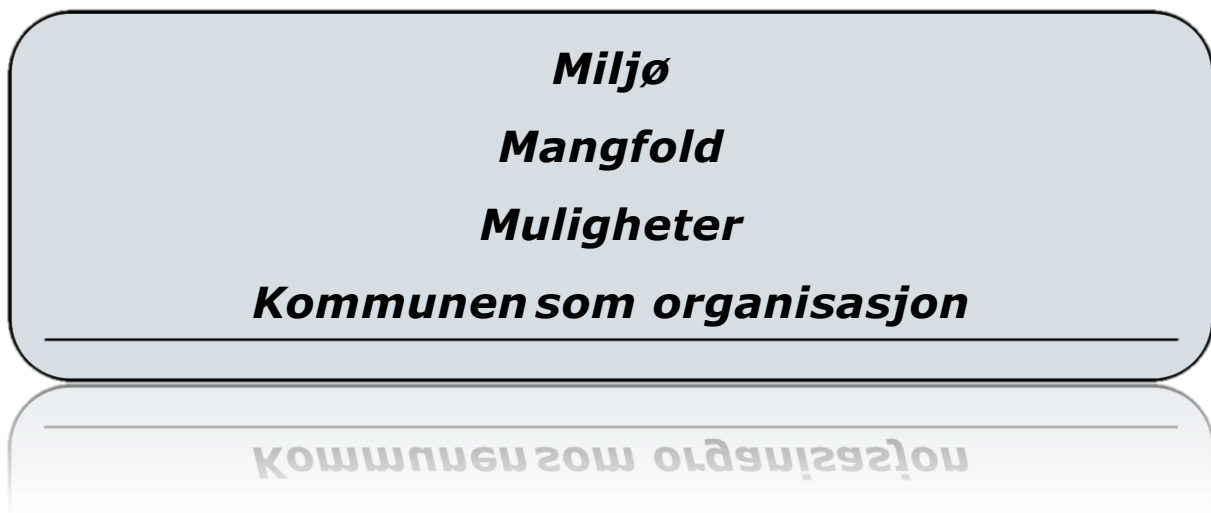 Miljø
Mangfold
Muligheter
Kommunen som organisasjon
Kommunen som organisasjon